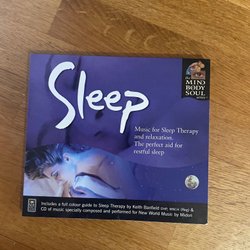 the
MIND
BODY
SOUL
series
Sleep
Music for Sleep Therapy
and relaxation.
The perfect aid for
restful sleep
Includes a full colour guide to Sleep Therapy by Keith Banfield
CD of music specially composed and performed for New World Music by Midori